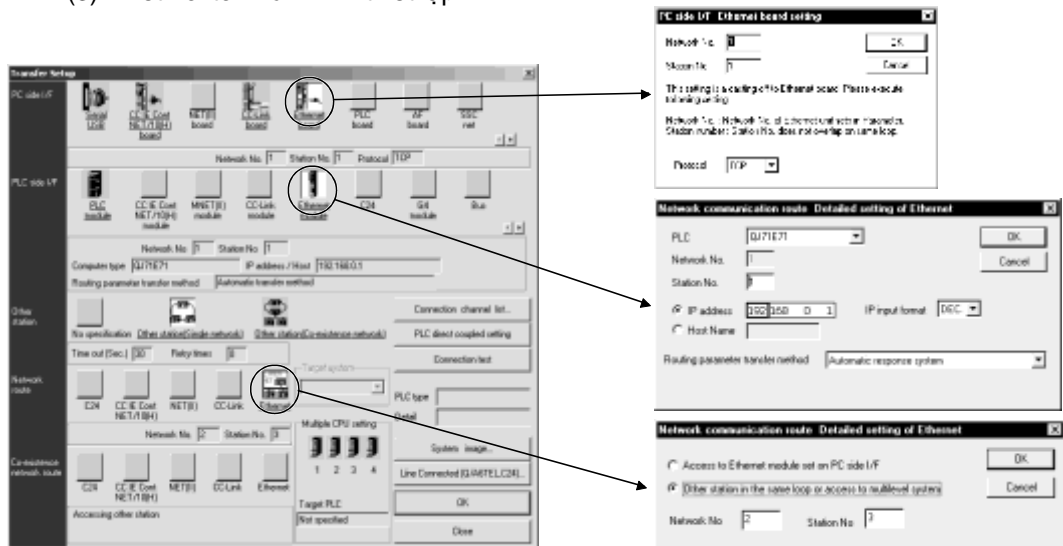 Transfer Setup
PC side I/F
Serial USB
CC IE Cont NET/10(H) board
NET(II) board
CC-Link board
Ethernet board
PLC board
AF board
SSC net
Network No. 1 Station No. 1 Protocol TCP
PLC side I/F
PLC module
CC IE Cont NET/10(H) module
MNET(II) module
CC-Link module
Ethernet module
C24
G4 module
Bus
Network No. 1 Station No. 1
Computer type QJ71E71 IP address / Host 192.168.0.1
Routing parameter transfer method Automatic transfer method
Other station
No specification Other station(Single network) Other station(Co-existence network)
Time out (Sec.) 30 Retry times 0
Connection channel list...
PLC direct coupled setting
Connection test
Target system
PLC type
Detail
System image...
Line Connected (Q/A6TEL,C24)...
OK
Close
Network route
C24
CC IE Cont NET/10(H)
NET(II)
CC-Link
Ethernet
Network No. 2 Station No. 3
Multiple CPU setting
1 2 3 4
Target PLC
Not specified
Co-existence network route
C24
CC IE Cont NET/10(H)
NET(II)
CC-Link
Ethernet
Accessing other station
PC side I/F Ethernet board setting
Network No. 1
Station No. 1
OK
Cancel
Protocol TCP
Network communication route Detailed setting of Ethernet
PLC QJ71E71
Network No. 1
Station No.
IP address 192 168 0 1 IP input format DEC.
Host Name
Routing parameter transfer method Automatic response system
OK
Cancel
Network communication route Detailed setting of Ethernet
Access to Ethernet module set on PC side I/F
Other station in the same loop or access to multilevel system
Network No 2 Station No 3
OK
Cancel